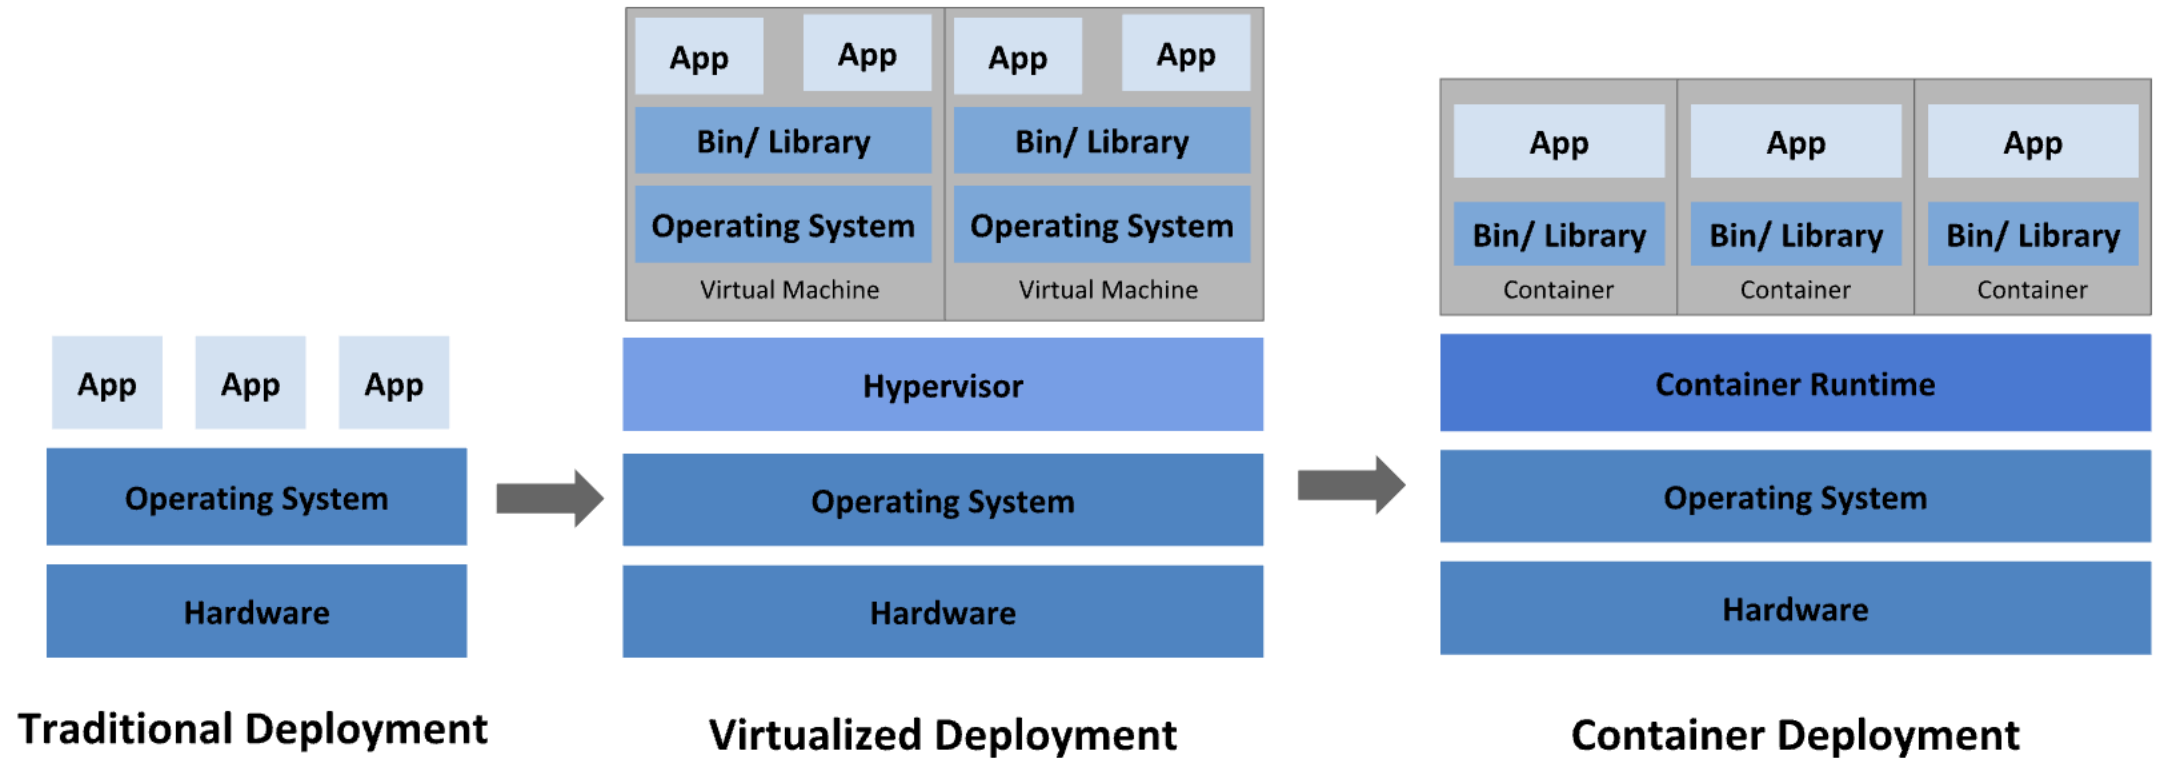 App App App
Operating System
Hardware
Traditional Deployment
App App App App
Bin/ Library Bin/ Library
Operating System Operating System
Virtual Machine Virtual Machine
Hypervisor
Operating System
Hardware
Virtualized Deployment
App App App
Bin/ Library Bin/ Library Bin/ Library
Container Container Container
Container Runtime
Operating System
Hardware
Container Deployment